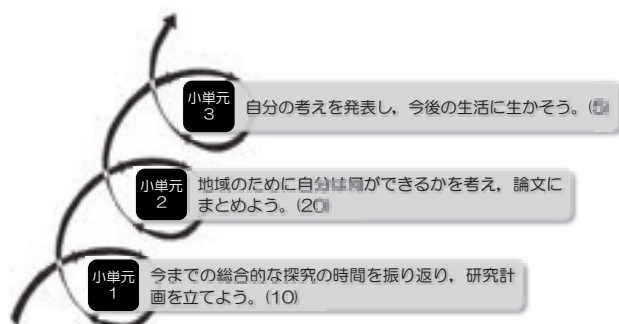 小単元
3
自分の考えを発表し，今後の生活に生かそう。
小単元
2
地域のために自分は何ができるかを考え，論文に
まとめよう。
小単元
1
今までの総合的な探究の時間を振り返り，研究計
画を立てよう。(10)